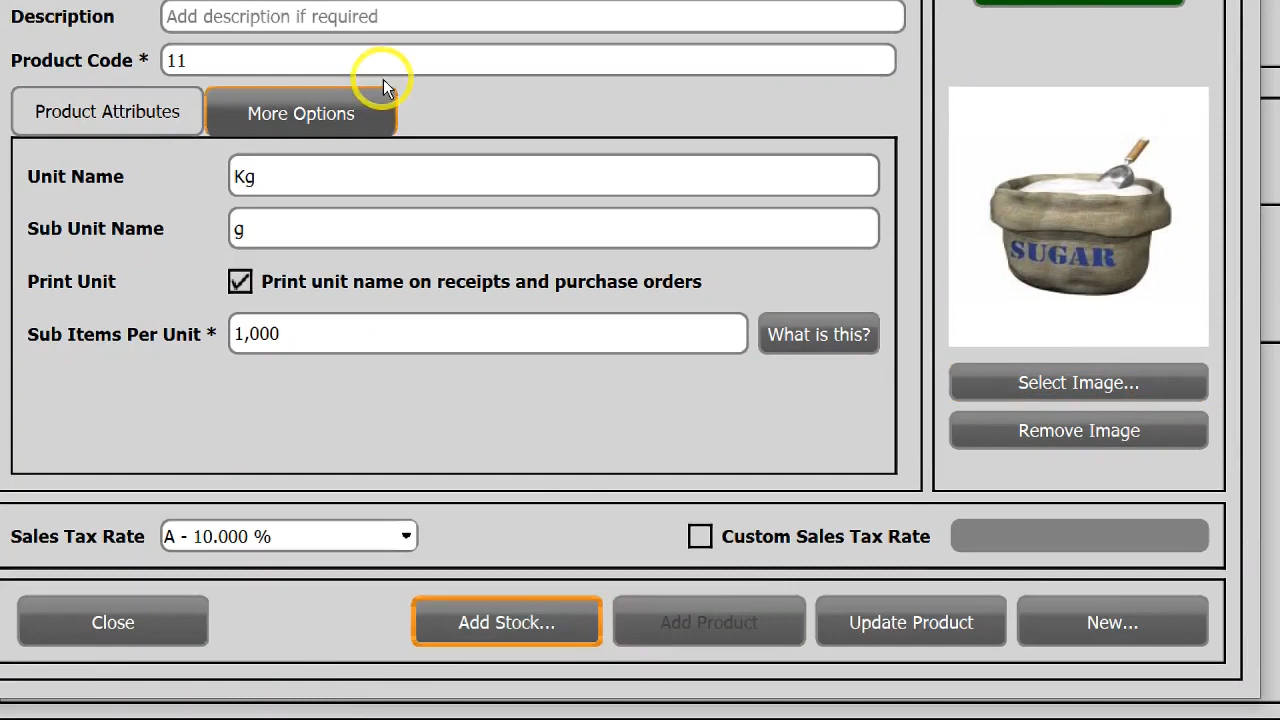 Description Add description if required
Product Code * 11
Product Attributes More Options
Unit Name Kg
Sub Unit Name g
Print Unit Print unit name on receipts and purchase orders
Sub Items Per Unit * 1,000 What is this?
SUGAR
Select Image...
Remove Image
Sales Tax Rate A - 10.000 % Custom Sales Tax Rate
Close Add Stock... Add Product Update Product New...